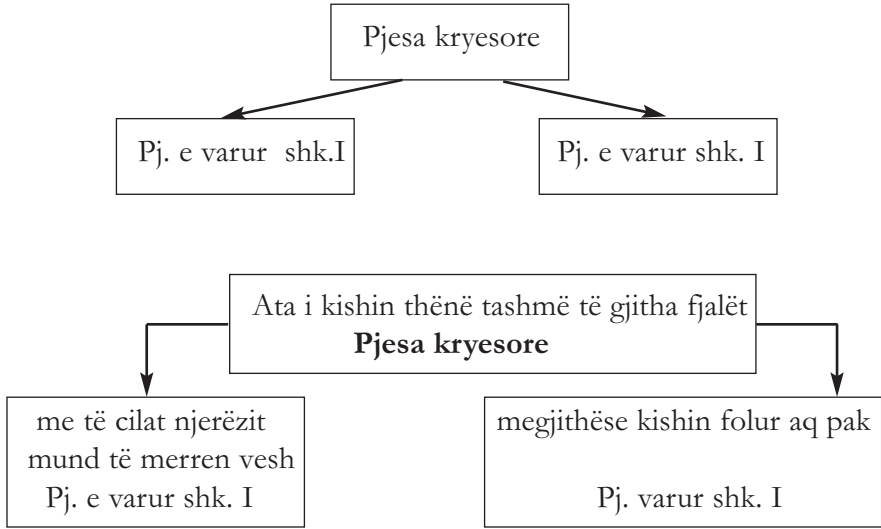 Pjesa kryesore
Pj. e varur shk.I
Pj. e varur shk. I
Ata i kishin thënë tashmë të gjitha fjalët
Pjesa kryesore
me të cilat njerëzit
mund të merren vesh
Pj. e varur shk. I
megjithëse kishin folur aq pak
Pj. varur shk. I